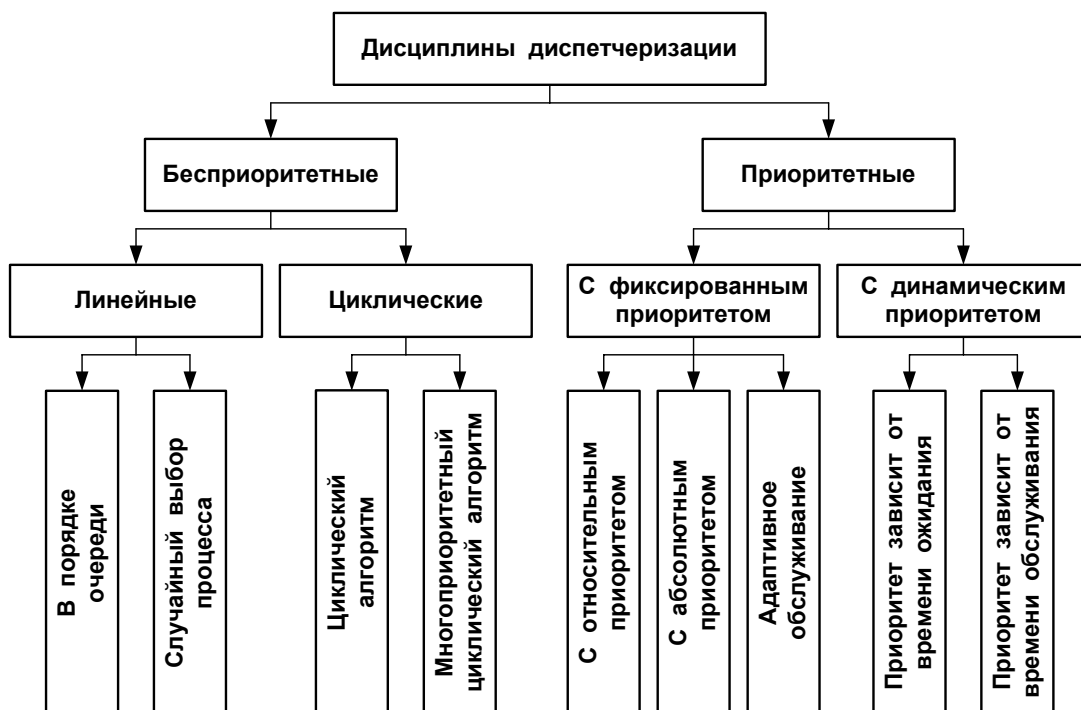 Дисциплины диспетчеризации
Бесприоритетные
Приоритетные
Линейные
Циклические
С фиксированным
приоритетом
С динамическим
приоритетом
В порядке
очереди
Случайный выбор
процесса
Циклический
алгоритм
Многоприоритетный
циклический алгоритм
С относительным
приоритетом
С абсолютным
приоритетом
Адаптивное
обслуживание
Приоритет зависит от
времени ожидания
Приоритет зависит от
времени обслуживания